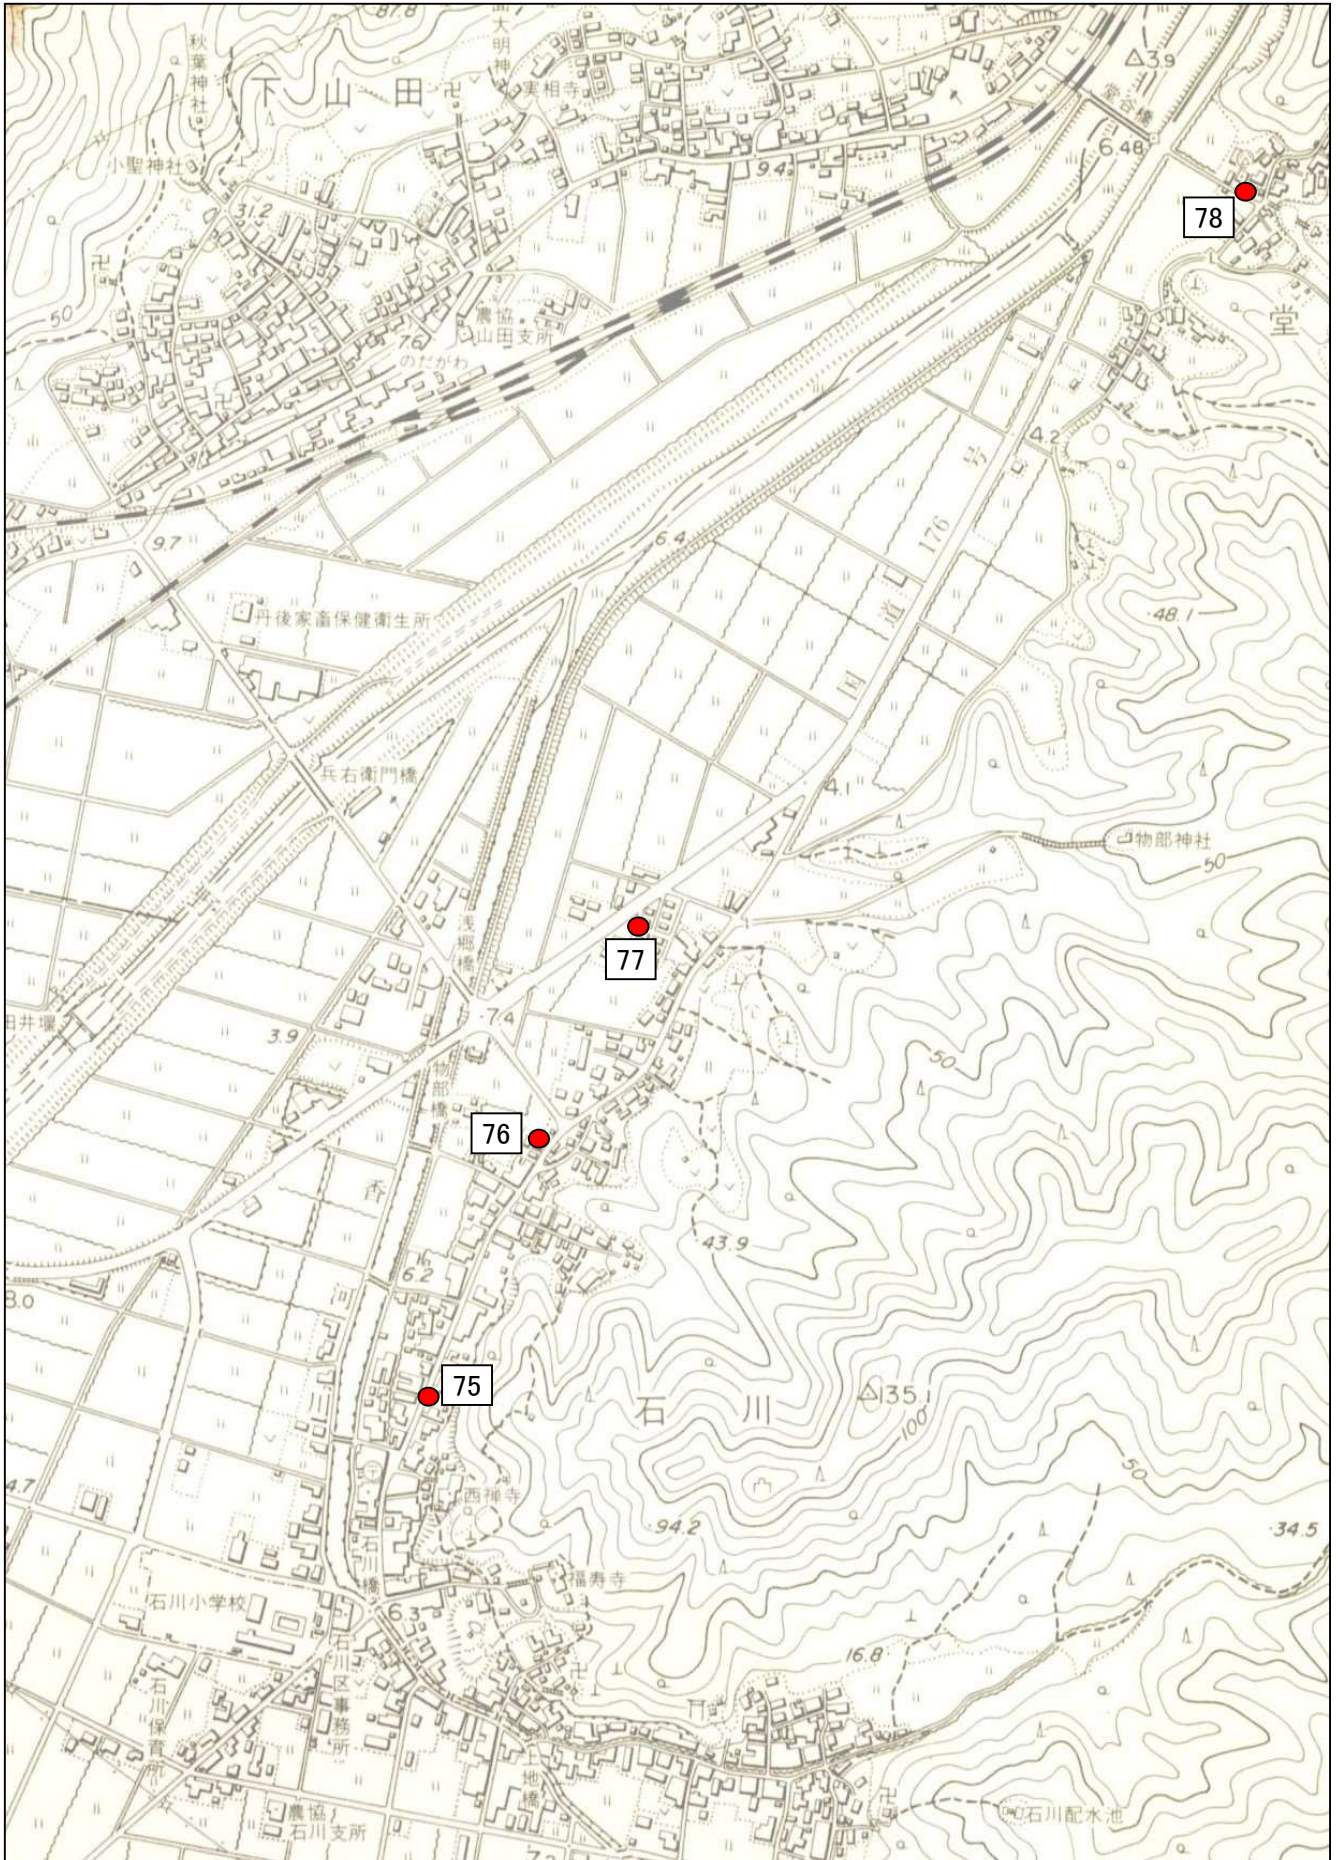 87.8
秋葉神社
大明神
下山田
実相寺
3.9
堂谷橋
6.48
小聖神社
9.4
31.2
78
50
農協
山田支所
7.6
のだがわ
堂
4.2
国道176号
9.7
6.4
48.1
丹後家畜保健衛生所
兵右衛門橋
4.1
物部神社
50
浅郷橋
77
7.4
田井堰
3.9
50
物部橋
76
香河川
43.9
6.2
3.0
75
石川
135
100
4.7
西禅寺
50
94.2
34.5
石川橋
福寿寺
石川小学校
6.3
石川区事務所
16.8
石川保育所
地橋
農協
石川支所
石川配水池